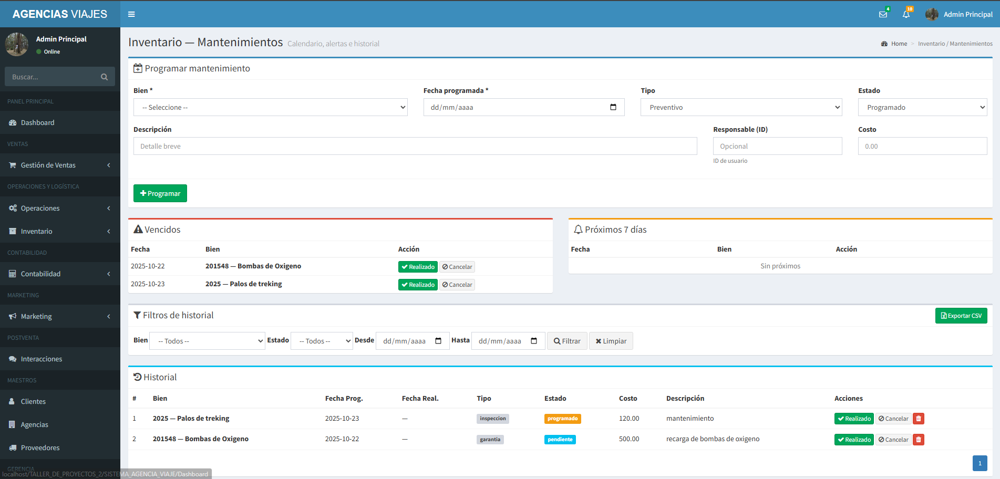 AGENCIAS VIAJES
4
10
Admin Principal
Admin Principal
Online
Buscar...
PANEL PRINCIPAL
Dashboard
VENTAS
Gestión de Ventas
OPERACIONES Y LOGÍSTICA
Operaciones
Inventario
CONTABILIDAD
Contabilidad
MARKETING
Marketing
POSTVENTA
Interacciones
MAESTROS
Clientes
Agencias
Proveedores
GERENCIA
localhost/TALLER_DE_PROYECTOS_2/SISTEMA_AGENCIA_VIAJE/Dashboard
Inventario — Mantenimientos Calendario, alertas e historial
Home > Inventario / Mantenimientos
Programar mantenimiento
Bien * Fecha programada * Tipo Estado
-- Seleccione -- dd/mm/aaaa Preventivo Programado
Descripción Responsable (ID) Costo
Detalle breve Opcional 0.00
ID de usuario
Programar
Vencidos
Fecha Bien Acción
2025-10-22 201548 — Bombas de Oxigeno Realizado Cancelar
2025-10-23 2025 — Palos de treking Realizado Cancelar
Próximos 7 días
Fecha Bien Acción
Sin próximos
Filtros de historial Exportar CSV
Bien -- Todos -- Estado -- Todos -- Desde dd/mm/aaaa Hasta dd/mm/aaaa Filtrar Limpiar
Historial
# Bien Fecha Prog. Fecha Real. Tipo Estado Costo Descripción Acciones
1 2025 — Palos de treking 2025-10-23 — inspeccion programado 120.00 mantenimiento Realizado Cancelar
2 201548 — Bombas de Oxigeno 2025-10-22 — garantia pendiente 500.00 recarga de bombas de oxigeno Realizado Cancelar
1